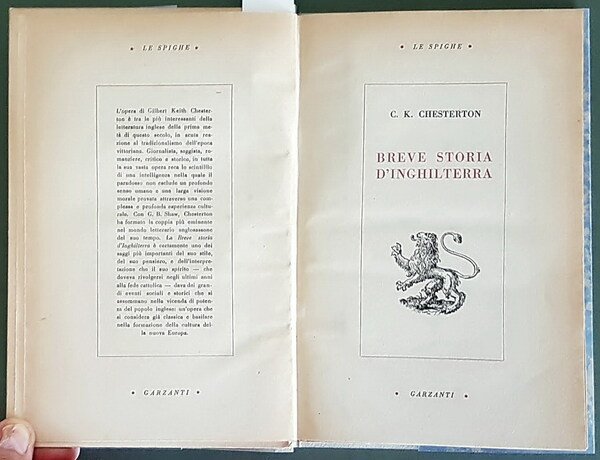 • LE SPIGHE •
L'opera di Gilbert Keith Chester-
ton è tra le più interessanti della
letteratura inglese della prima me-
tà di questo secolo, in acuta reas
zione al tradizionalismo dell'epoca
vittoriana. Giornalista, saggista, ro-
manziere, critico e storico, in tutta
la sua vasta opera reca lo scintillio
di una intelligenza nella quale il
paradosso non esclude un profondo
senso umano e una larga visione
morale provata attraverso una com-
plessa e profonda esperienza cultu-
rale. Con G. B. Shaw, Chesterton
ha formato la coppia più eminente
nel mondo letterario anglosassone
del suo tempo. La Breve storia
d'Inghilterra è certamente uno dei
saggi più importanti del suo stile,
del suo pensiero, e dell'interpre-
tazione che il suo spirito — che
doveva rivolgersi negli ultimi anni
alla fede cattolica — dava dei gran-
di eventi sociali e storici che si
assommano nella vicenda di poten-
za del popolo inglese: un'opera che
si considera già classica e basilare
nella formazione della cultura del-
la nuova Europa.
• GARZANTI •
• LE SPIGHE •
C. K. CHESTERTON
BREVE STORIA
D'INGHILTERRA
• GARZANTI •